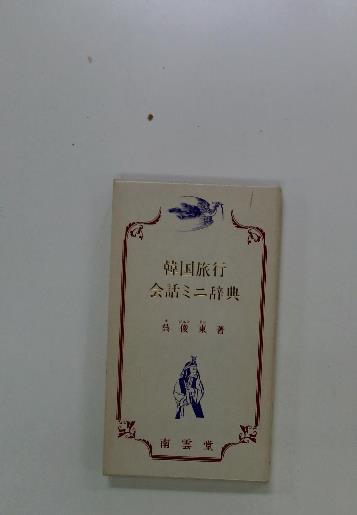 韓国旅行
会話ミニ辞典
呉俊東著
南雲堂